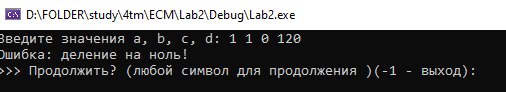 D:\FOLDER\study\4tm\ECM\Lab2\Debug\Lab2.exe
Введите значения a, b, c, d: 1 1 0 120
Ошибка: деление на ноль!
>>> Продолжить? (любой символ для продолжения )(-1 - выход):